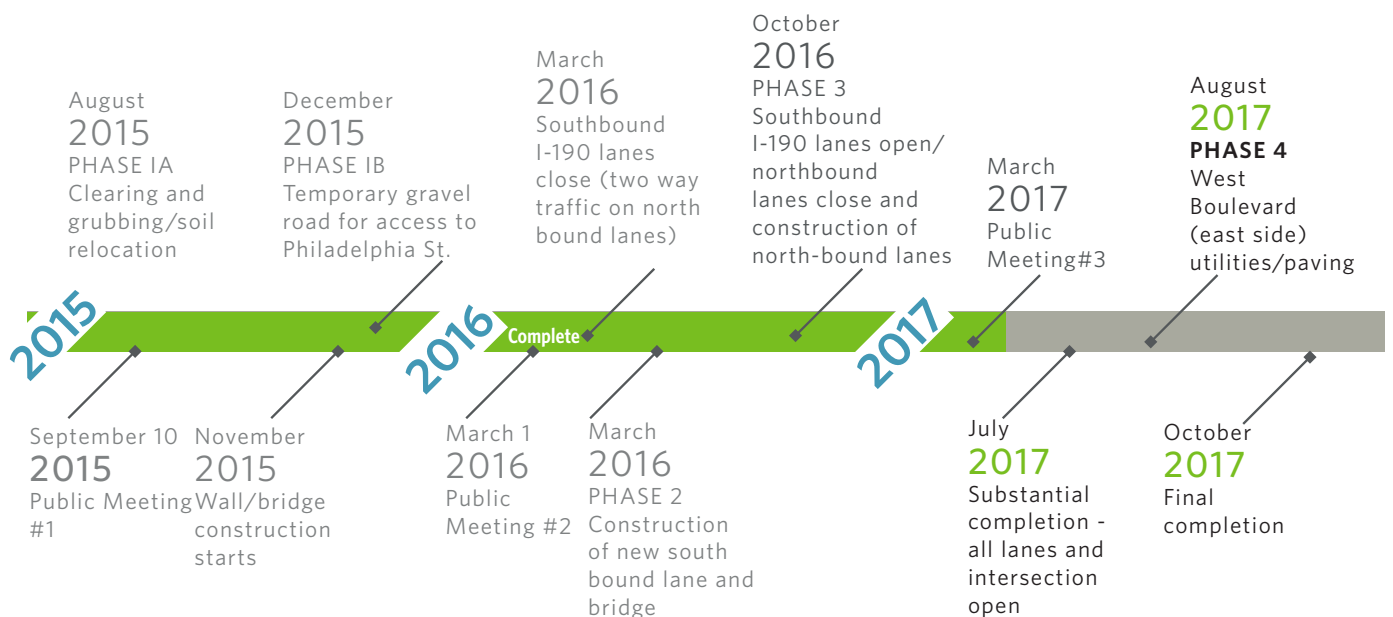 August
2015
PHASE IA
Clearing and
grubbing/soil
relocation
December
2015
PHASE IB
Temporary gravel
road for access to
Philadelphia St.
March
2016
Southbound
I-190 lanes
close (two way
traffic on north
bound lanes)
October
2016
PHASE 3
Southbound
I-190 lanes open/
northbound
lanes close and
construction of
north-bound lanes
March
2017
Public
Meeting#3
August
2017
PHASE 4
West
Boulevard
(east side)
utilities/paving
2015
2016
Complete
2017
September 10
2015
Public Meeting
#1
November
2015
Wall/bridge
construction
starts
March 1
2016
Public
Meeting #2
March
2016
PHASE 2
Construction
of new south
bound lane and
bridge
July
2017
Substantial
completion -
all lanes and
intersection
open
October
2017
Final
completion